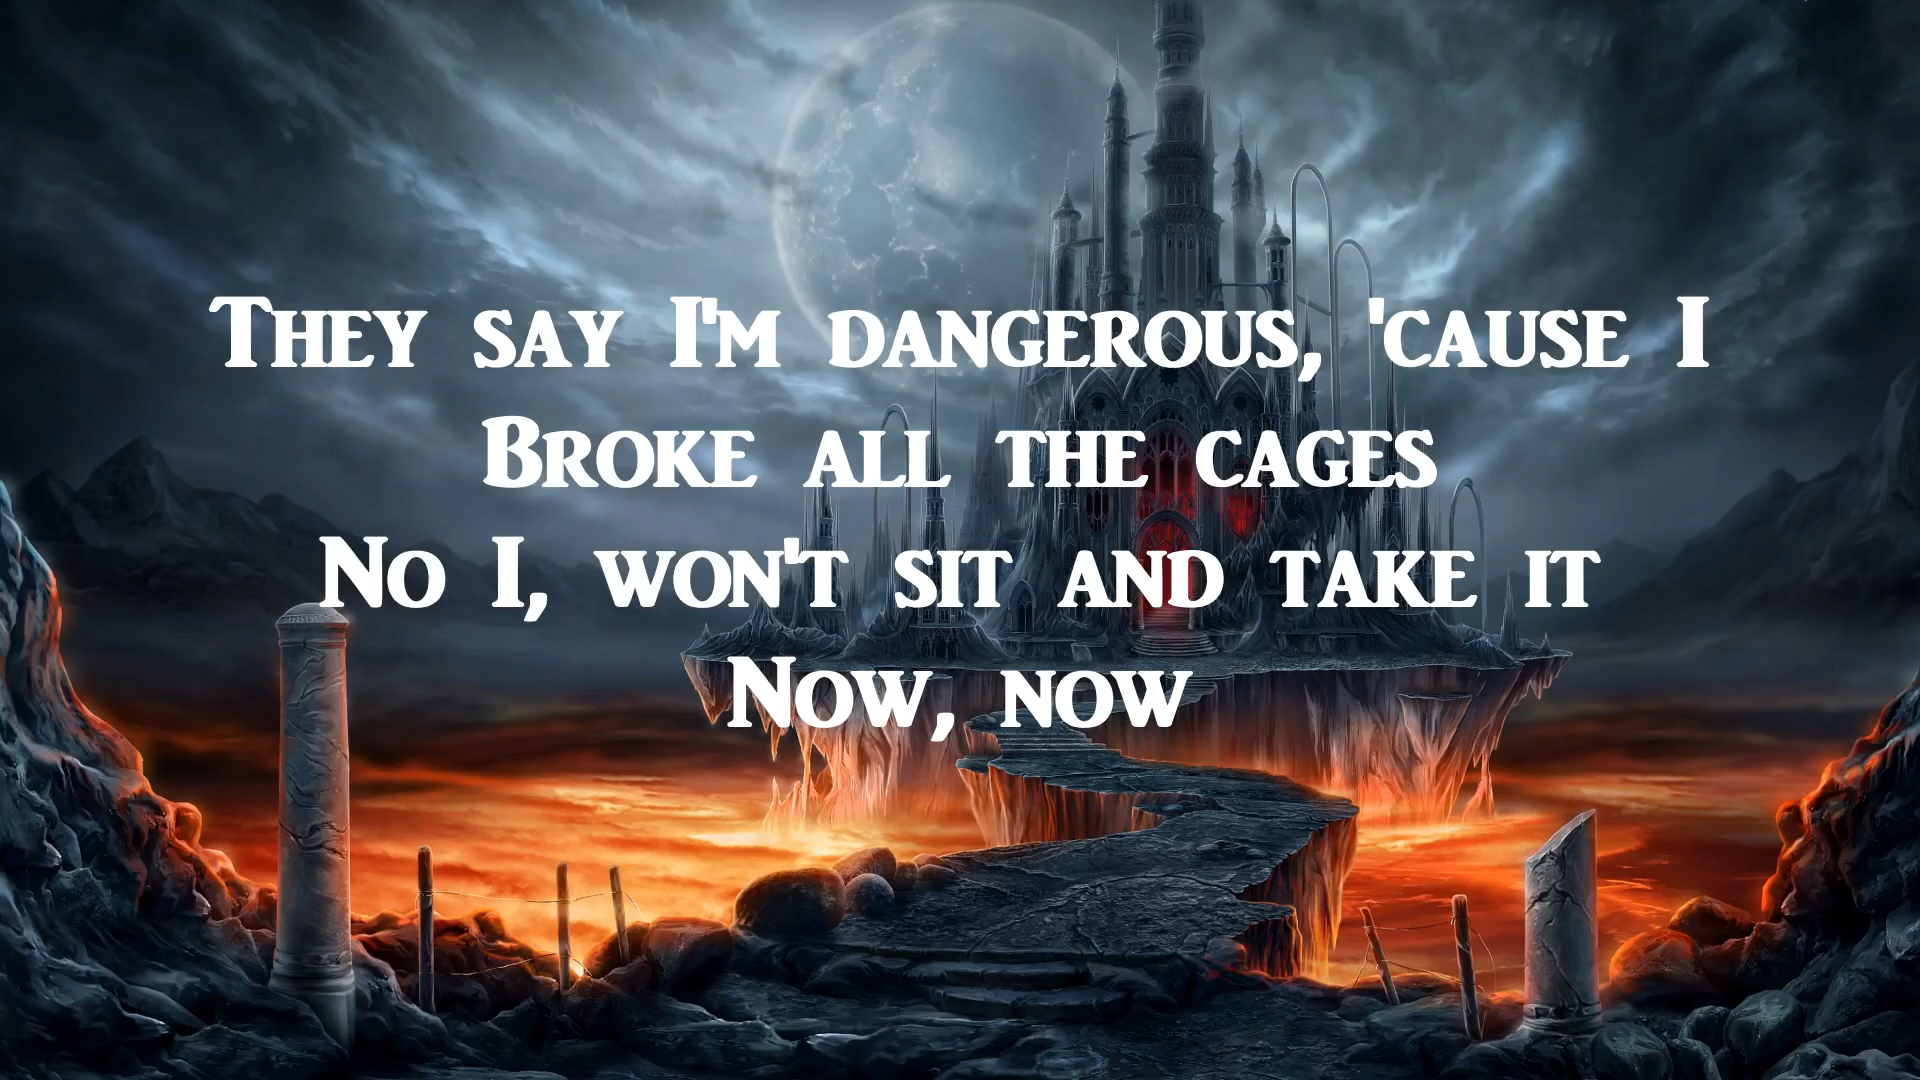 They say I'm dangerous, 'cause I
Broke all the cages
No I, won't sit and take it
Now, now